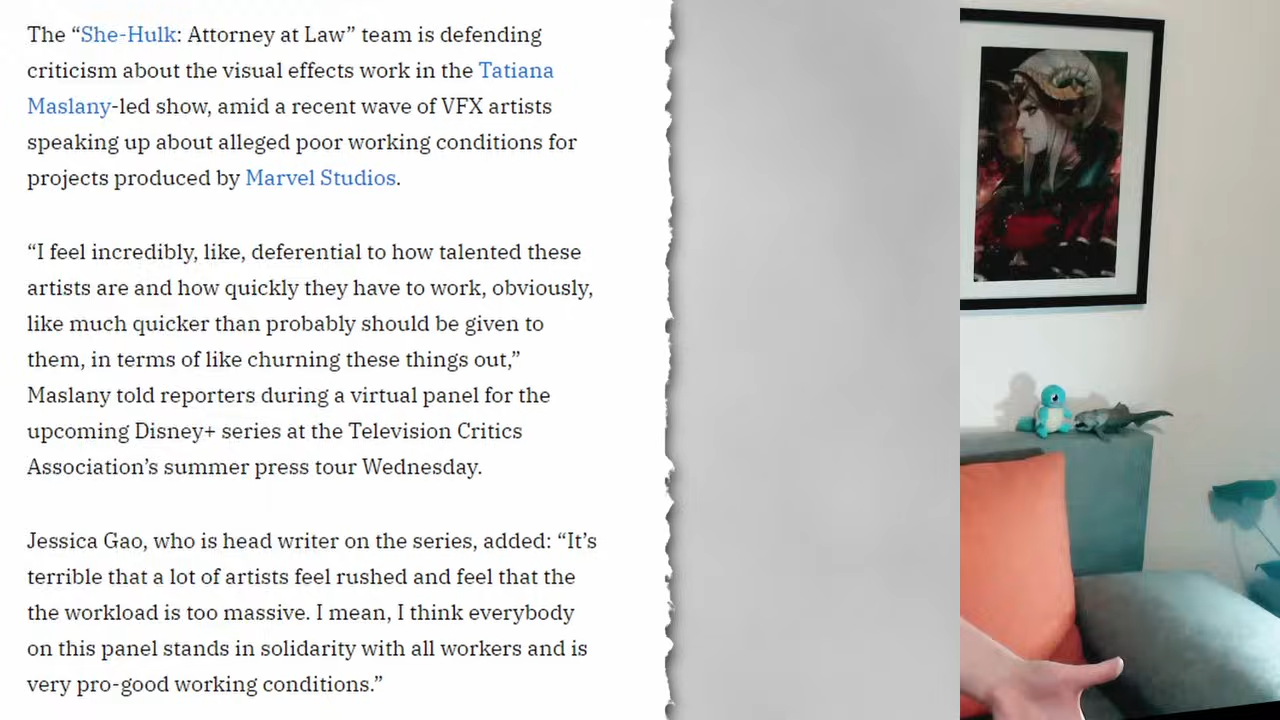 The “She-Hulk: Attorney at Law” team is defending
criticism about the visual effects work in the Tatiana
Maslany-led show, amid a recent wave of VFX artists
speaking up about alleged poor working conditions for
projects produced by Marvel Studios.
“I feel incredibly, like, deferential to how talented these
artists are and how quickly they have to work, obviously,
like much quicker than probably should be given to
them, in terms of like churning these things out,”
Maslany told reporters during a virtual panel for the
upcoming Disney+ series at the Television Critics
Association’s summer press tour Wednesday.
Jessica Gao, who is head writer on the series, added: “It’s
terrible that a lot of artists feel rushed and feel that the
the workload is too massive. I mean, I think everybody
on this panel stands in solidarity with all workers and is
very pro-good working conditions.”